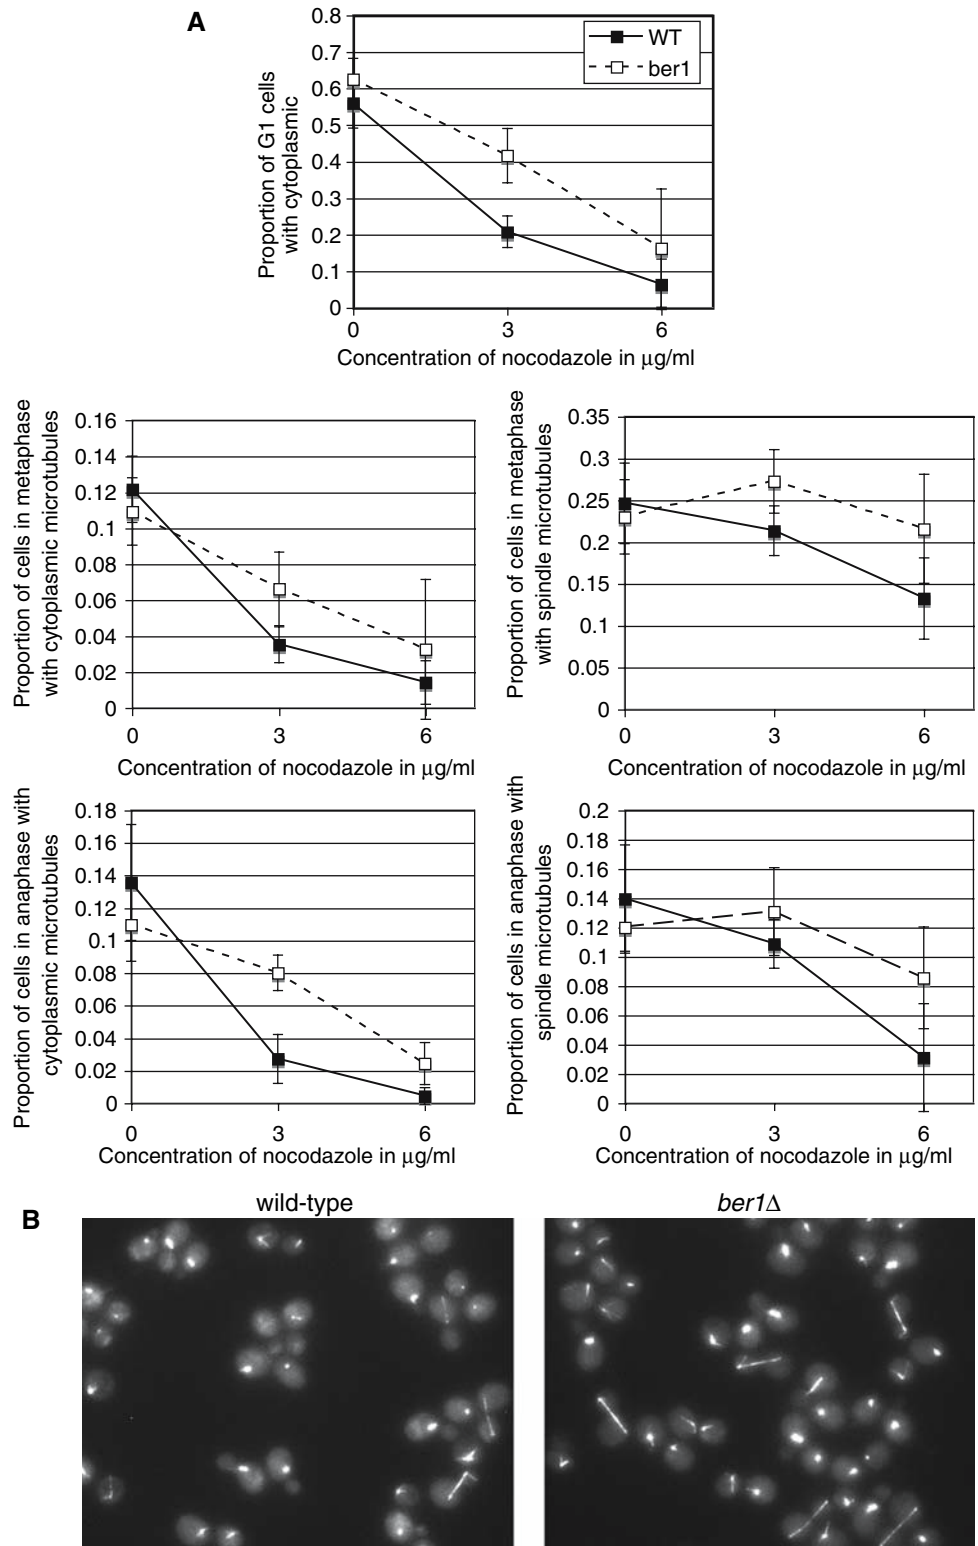 A
Proportion of G1 cells
with cytoplasmic
0.8
0.7
0.6
0.5
0.4
0.3
0.2
0.1
0
WT
ber1
0 3 6
Concentration of nocodazole in µg/ml
Proportion of cells in metaphase
with cytoplasmic microtubules
0.16
0.14
0.12
0.1
0.08
0.06
0.04
0.02
0
0 3 6
Concentration of nocodazole in µg/ml
Proportion of cells in metaphase
with spindle microtubules
0.35
0.3
0.25
0.2
0.15
0.1
0.05
0
0 3 6
Concentration of nocodazole in µg/ml
Proportion of cells in anaphase with
cytoplasmic microtubules
0.18
0.16
0.14
0.12
0.1
0.08
0.06
0.04
0.02
0
0 3 6
Concentration of nocodazole in µg/ml
Proportion of cells in anaphase with
spindle microtubules
0.2
0.18
0.16
0.14
0.12
0.1
0.08
0.06
0.04
0.02
0
0 3 6
Concentration of nocodazole in µg/ml
B
wild-type
ber1Δ